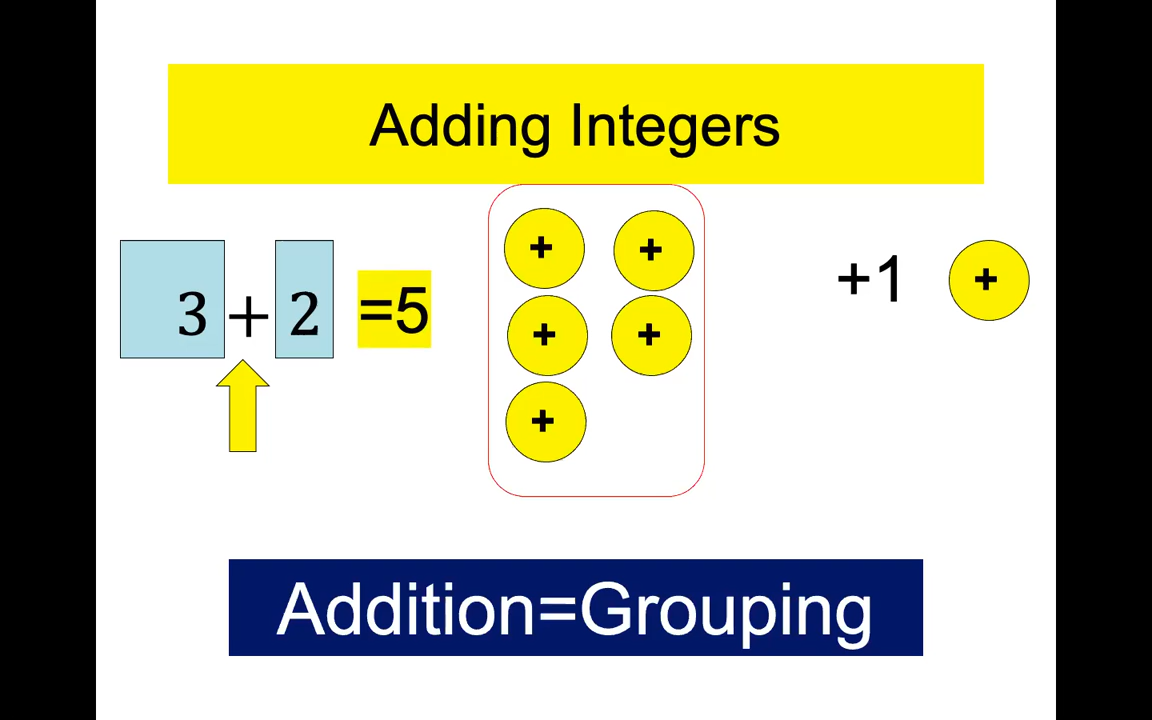 Adding Integers
3 + 2 =5
+ +
+ +
+
+1 +
Addition=Grouping